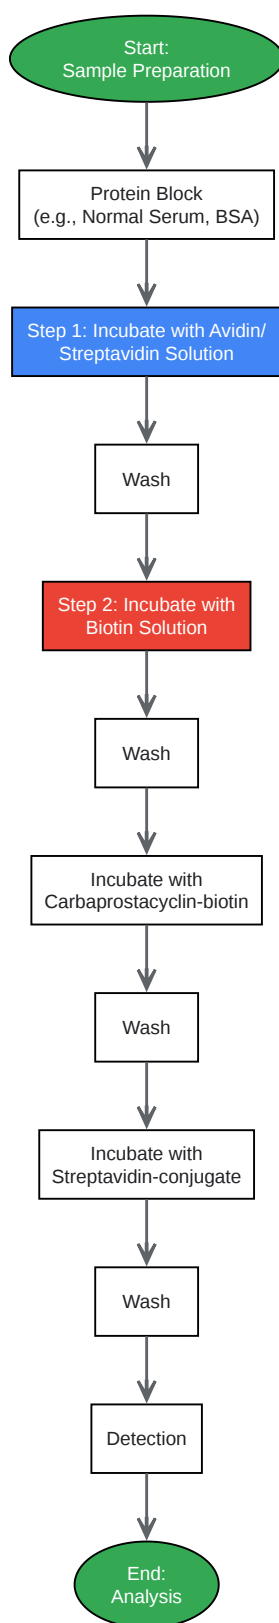 Start:
Sample Preparation
Protein Block
(e.g., Normal Serum, BSA)
Step 1: Incubate with Avidin/
Streptavidin Solution
Wash
Step 2: Incubate with
Biotin Solution
Wash
Incubate with
Carbaprostacyclin-biotin
Wash
Incubate with
Streptavidin-conjugate
Wash
Detection
End:
Analysis